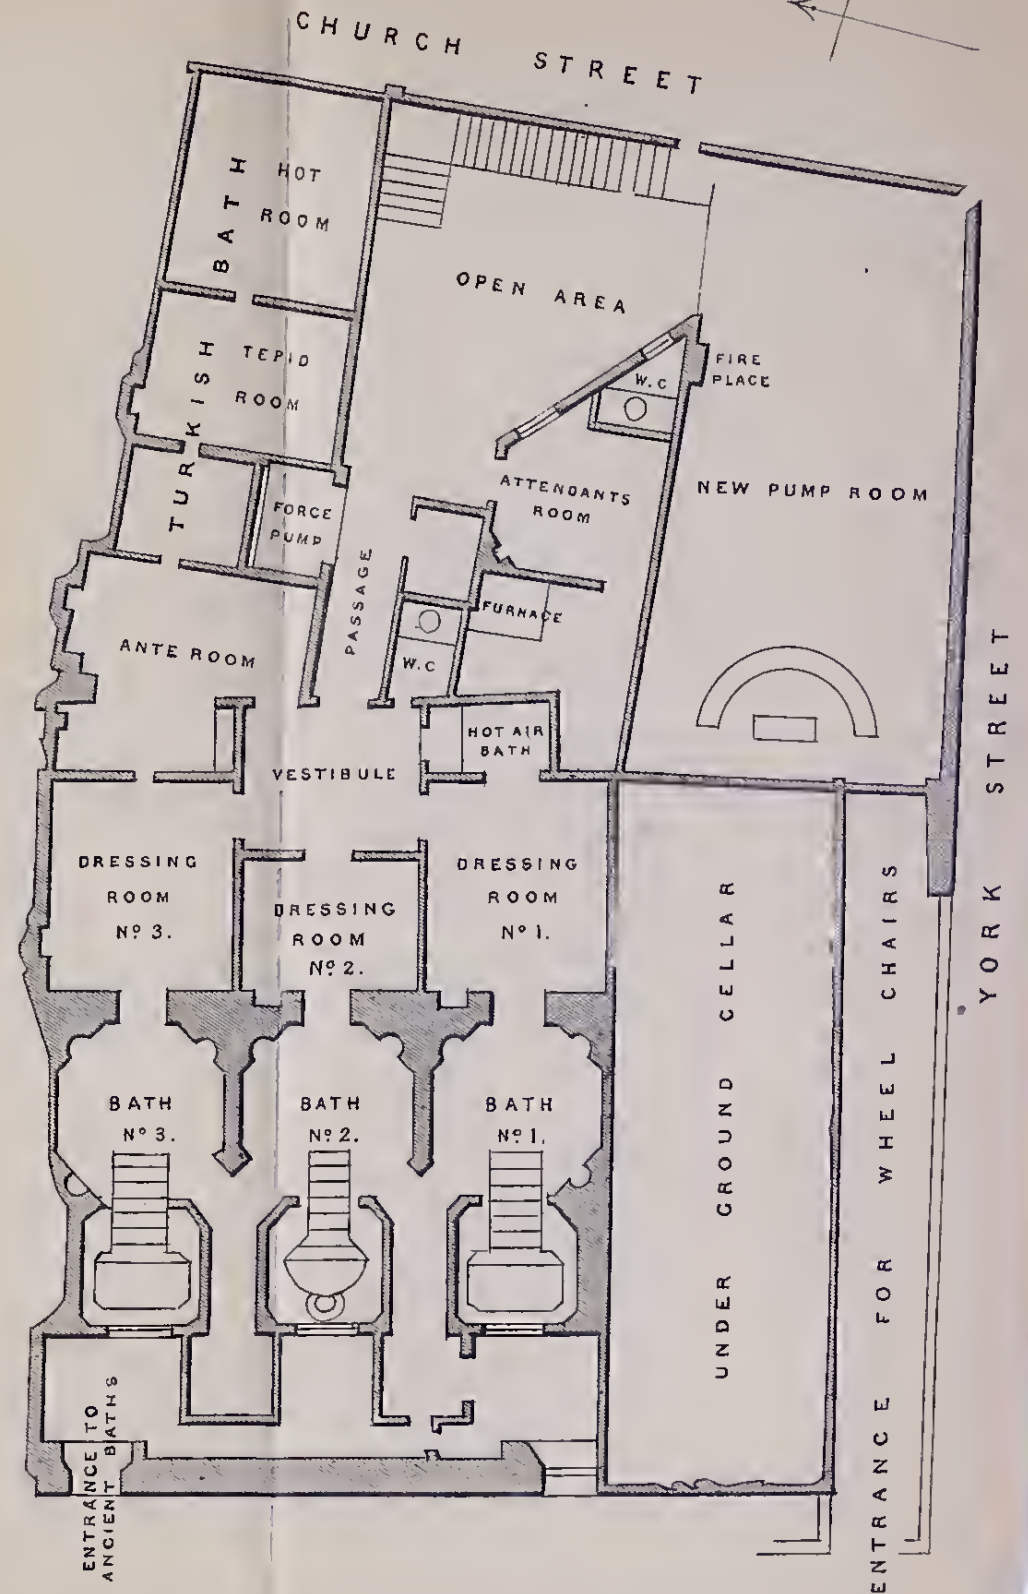 CHURCH STREET
TURKISH BATH
HOT
ROOM
OPEN AREA
TEPID
ROOM
FIRE
PLACE
W.C
ATTENDANTS
ROOM
NEW PUMP ROOM
FORCE
PUMP
PASSAGE
FURNACE
W.C
ANTE ROOM
HOT AIR
BATH
VESTIBULE
YORK STREET
DRESSING
ROOM
Nº 3.
DRESSING
ROOM
Nº 2.
DRESSING
ROOM
Nº 1.
UNDER GROUND CELLAR
ENTRANCE FOR WHEEL CHAIRS
BATH
Nº 3.
BATH
Nº 2.
BATH
Nº 1.
ENTRANCE TO
ANCIENT BATHS